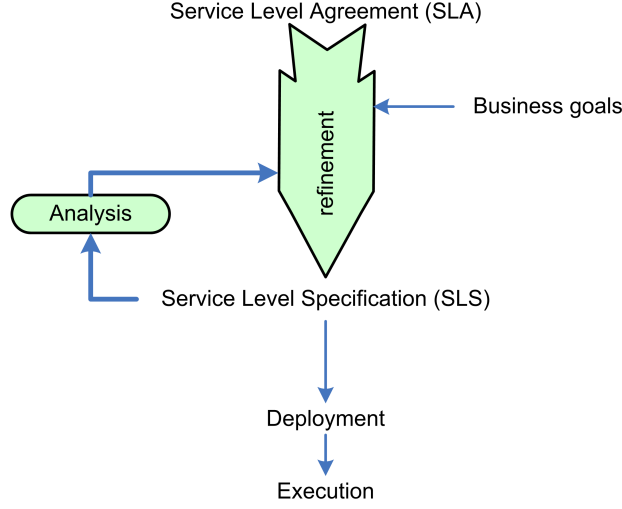 Service Level Agreement (SLA)
refinement
Business goals
Analysis
Service Level Specification (SLS)
Deployment
Execution